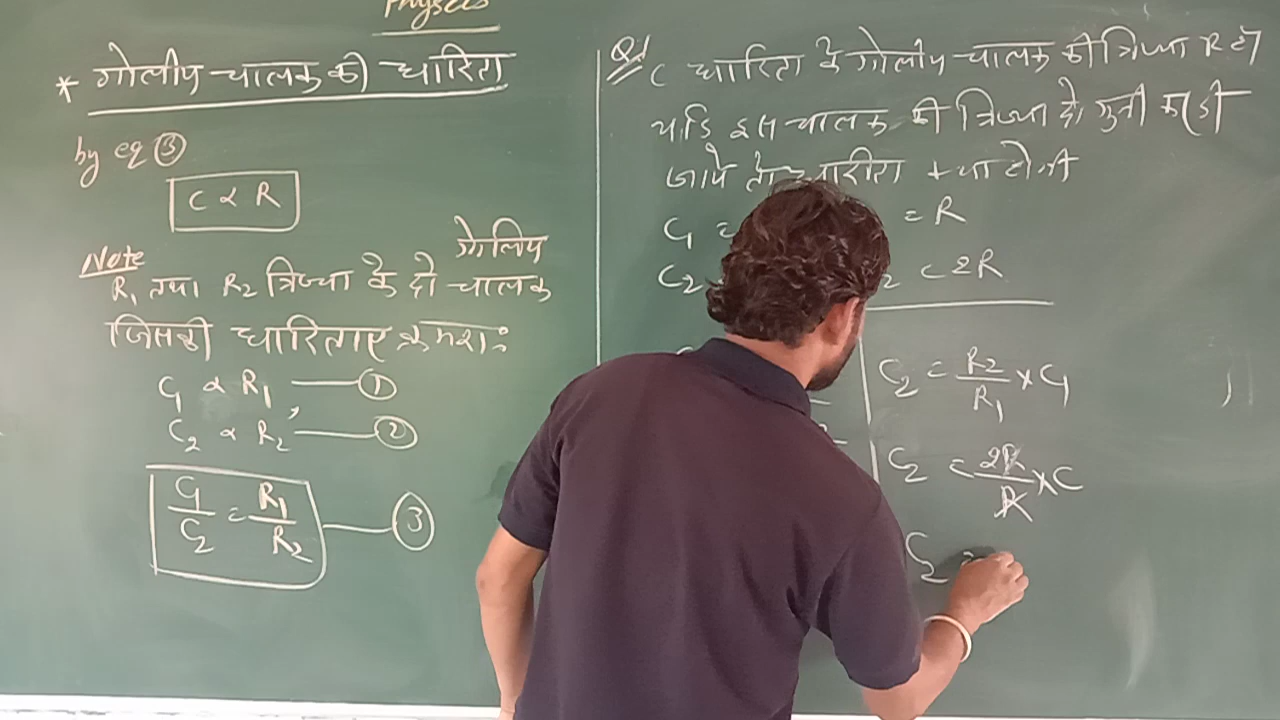 Physics
* गोलीय चालक की धारिता
by eq ③
C ∝ R
Note
गोलिय
R₁ तथा R₂ त्रिज्या के दो चालक
जिसकी धारिताए क्रमशः
C₁ ∝ R₁ ——①
C₂ ∝ R₂ ——②
C₁/C₂ = R₁/R₂ ——③
Q1
C धारिता के गोलीय चालक की त्रिज्या R है
यदि इस चालक की त्रिज्या दो गुनी कर दी
जाये तो धारीता क्या होगी
C₁ = = R
C₂ 2 = 2R
C₂ = R₂/R₁ × C₁
C₂ = 2R/R × C
C₂ =